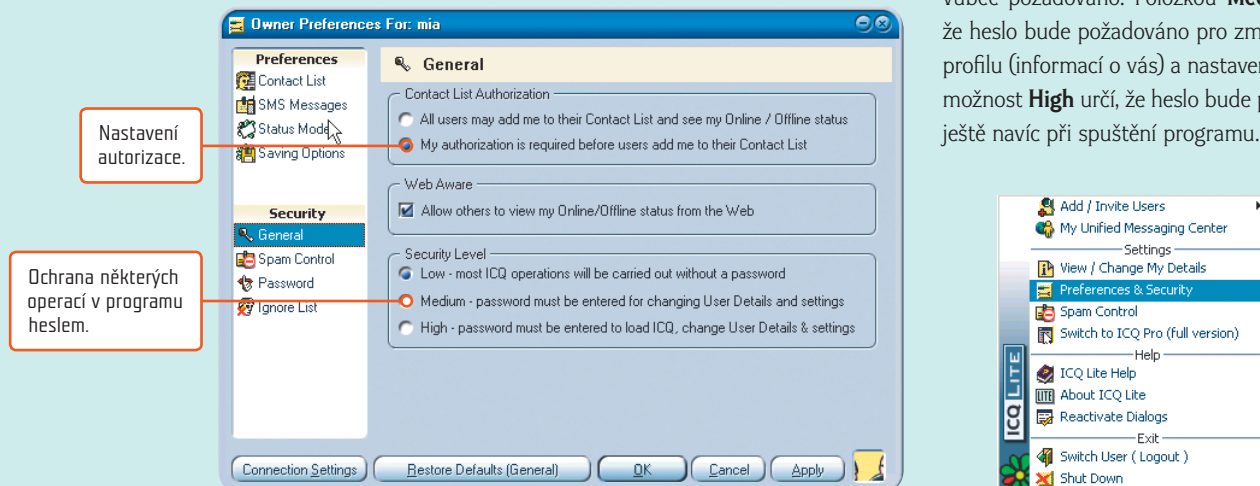 Owner Preferences For: mia
Preferences
Contact List
SMS Messages
Status Mode
Saving Options
Security
General
Spam Control
Password
Ignore List
General
Contact List Authorization
All users may add me to their Contact List and see my Online / Offline status
My authorization is required before users add me to their Contact List
Web Aware
Allow others to view my Online/Offline status from the Web
Security Level
Low - most ICQ operations will be carried out without a password
Medium - password must be entered for changing User Details and settings
High - password must be entered to load ICQ, change User Details & settings
Connection Settings
Restore Defaults (General)
OK
Cancel
Apply
Nastavení
autorizace.
Ochrana některých
operací v programu
heslem.
že heslo bude požadováno pro
profilu (informací o vás) a
možnost High určí, že heslo bude
ještě navíc při spuštění programu.
Add / Invite Users
My Unified Messaging Center
Settings
View / Change My Details
Preferences & Security
Spam Control
Switch to ICQ Pro (full version)
Help
ICQ Lite Help
About ICQ Lite
Reactivate Dialogs
Exit
Switch User ( Logout )
Shut Down
ICQ LITE